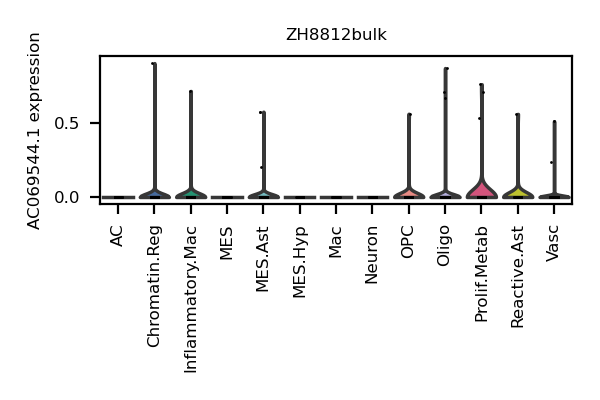 ZH8812bulk
AC069544.1 expression
0.5
0.0
AC
Chromatin.Reg
Inflammatory.Mac
MES
MES.Ast
MES.Hyp
Mac
Neuron
OPC
Oligo
Prolif.Metab
Reactive.Ast
Vasc